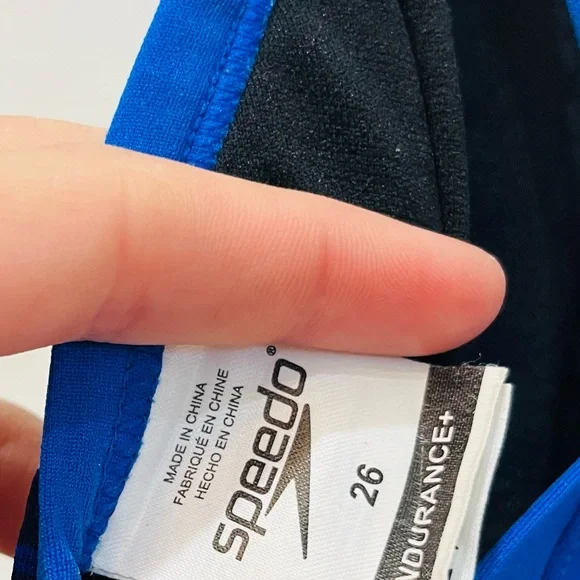 MADE IN CHINA
FABRIQUÉ EN CHINE
HECHO EN CHINA
speedo®
26
NDURANCE+